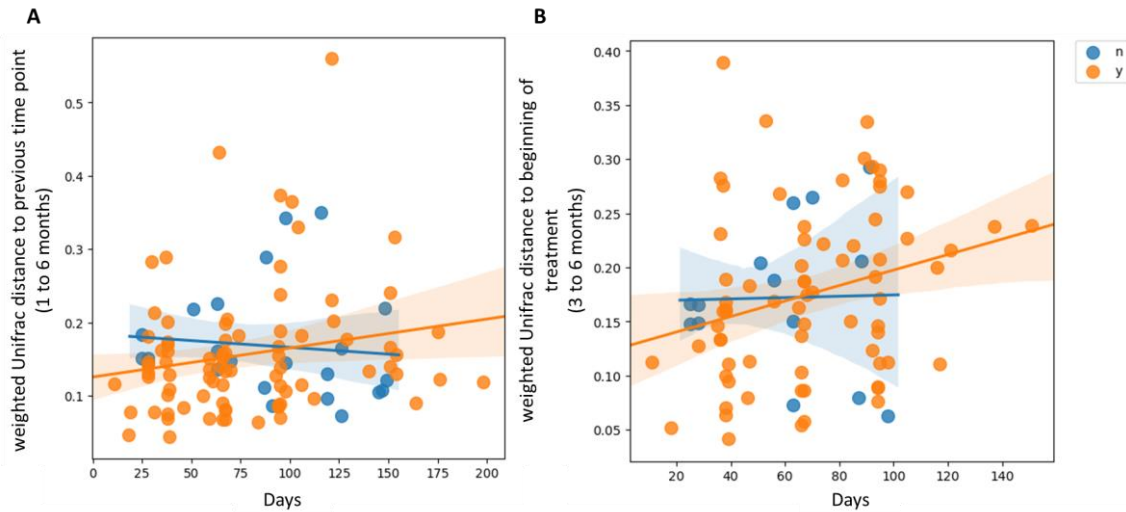 A
B
weighted Unifrac distance to previous time point
(1 to 6 months)
0.5
0.4
0.3
0.2
0.1
0
25
50
75
100
125
150
175
200
Days
weighted Unifrac distance to beginning of
treatment
(3 to 6 months)
0.40
0.35
0.30
0.25
0.20
0.15
0.10
0.05
20
40
60
80
100
120
140
Days
n
y